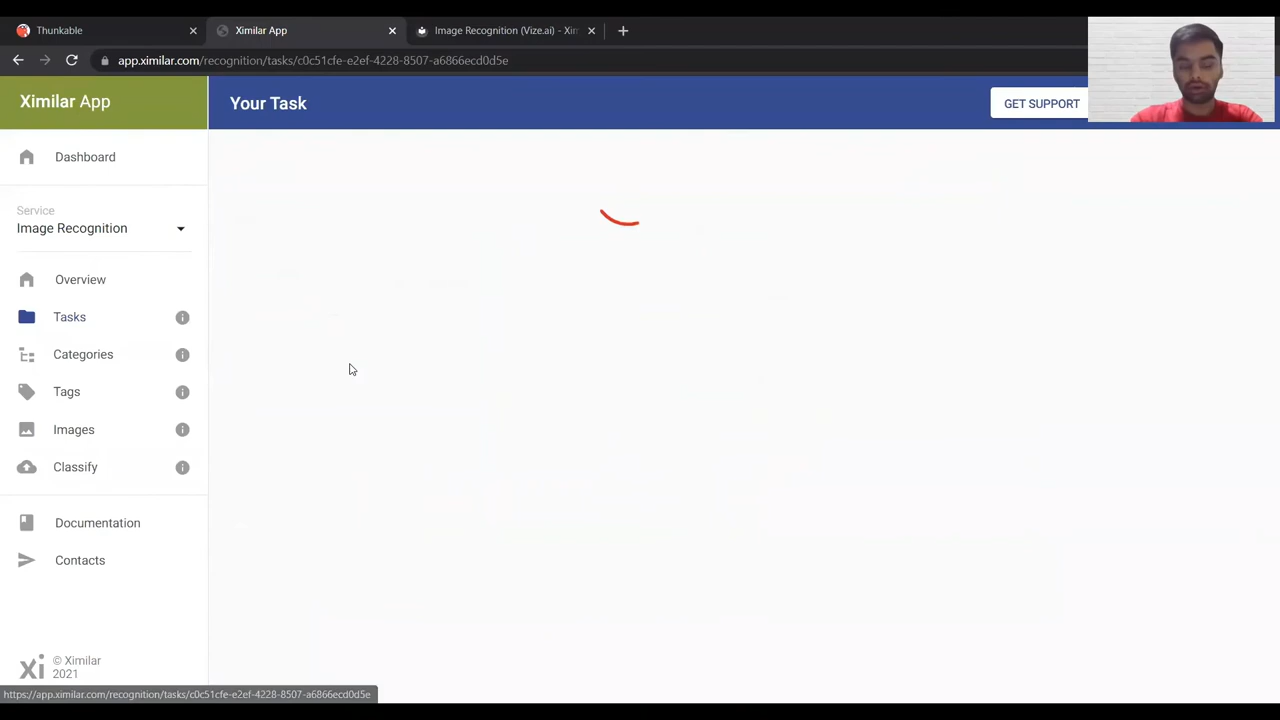 Thunkable
Ximilar App
Image Recognition (Vize.ai) - Xim
app.ximilar.com/recognition/tasks/c0c51cfe-e2ef-4228-8507-a6866ecd0d5e
Ximilar App
Your Task
GET SUPPORT
Dashboard
Service
Image Recognition
Overview
Tasks
Categories
Tags
Images
Classify
Documentation
Contacts
xi
© Ximilar
2021
https://app.ximilar.com/recognition/tasks/c0c51cfe-e2ef-4228-8507-a6866ecd0d5e